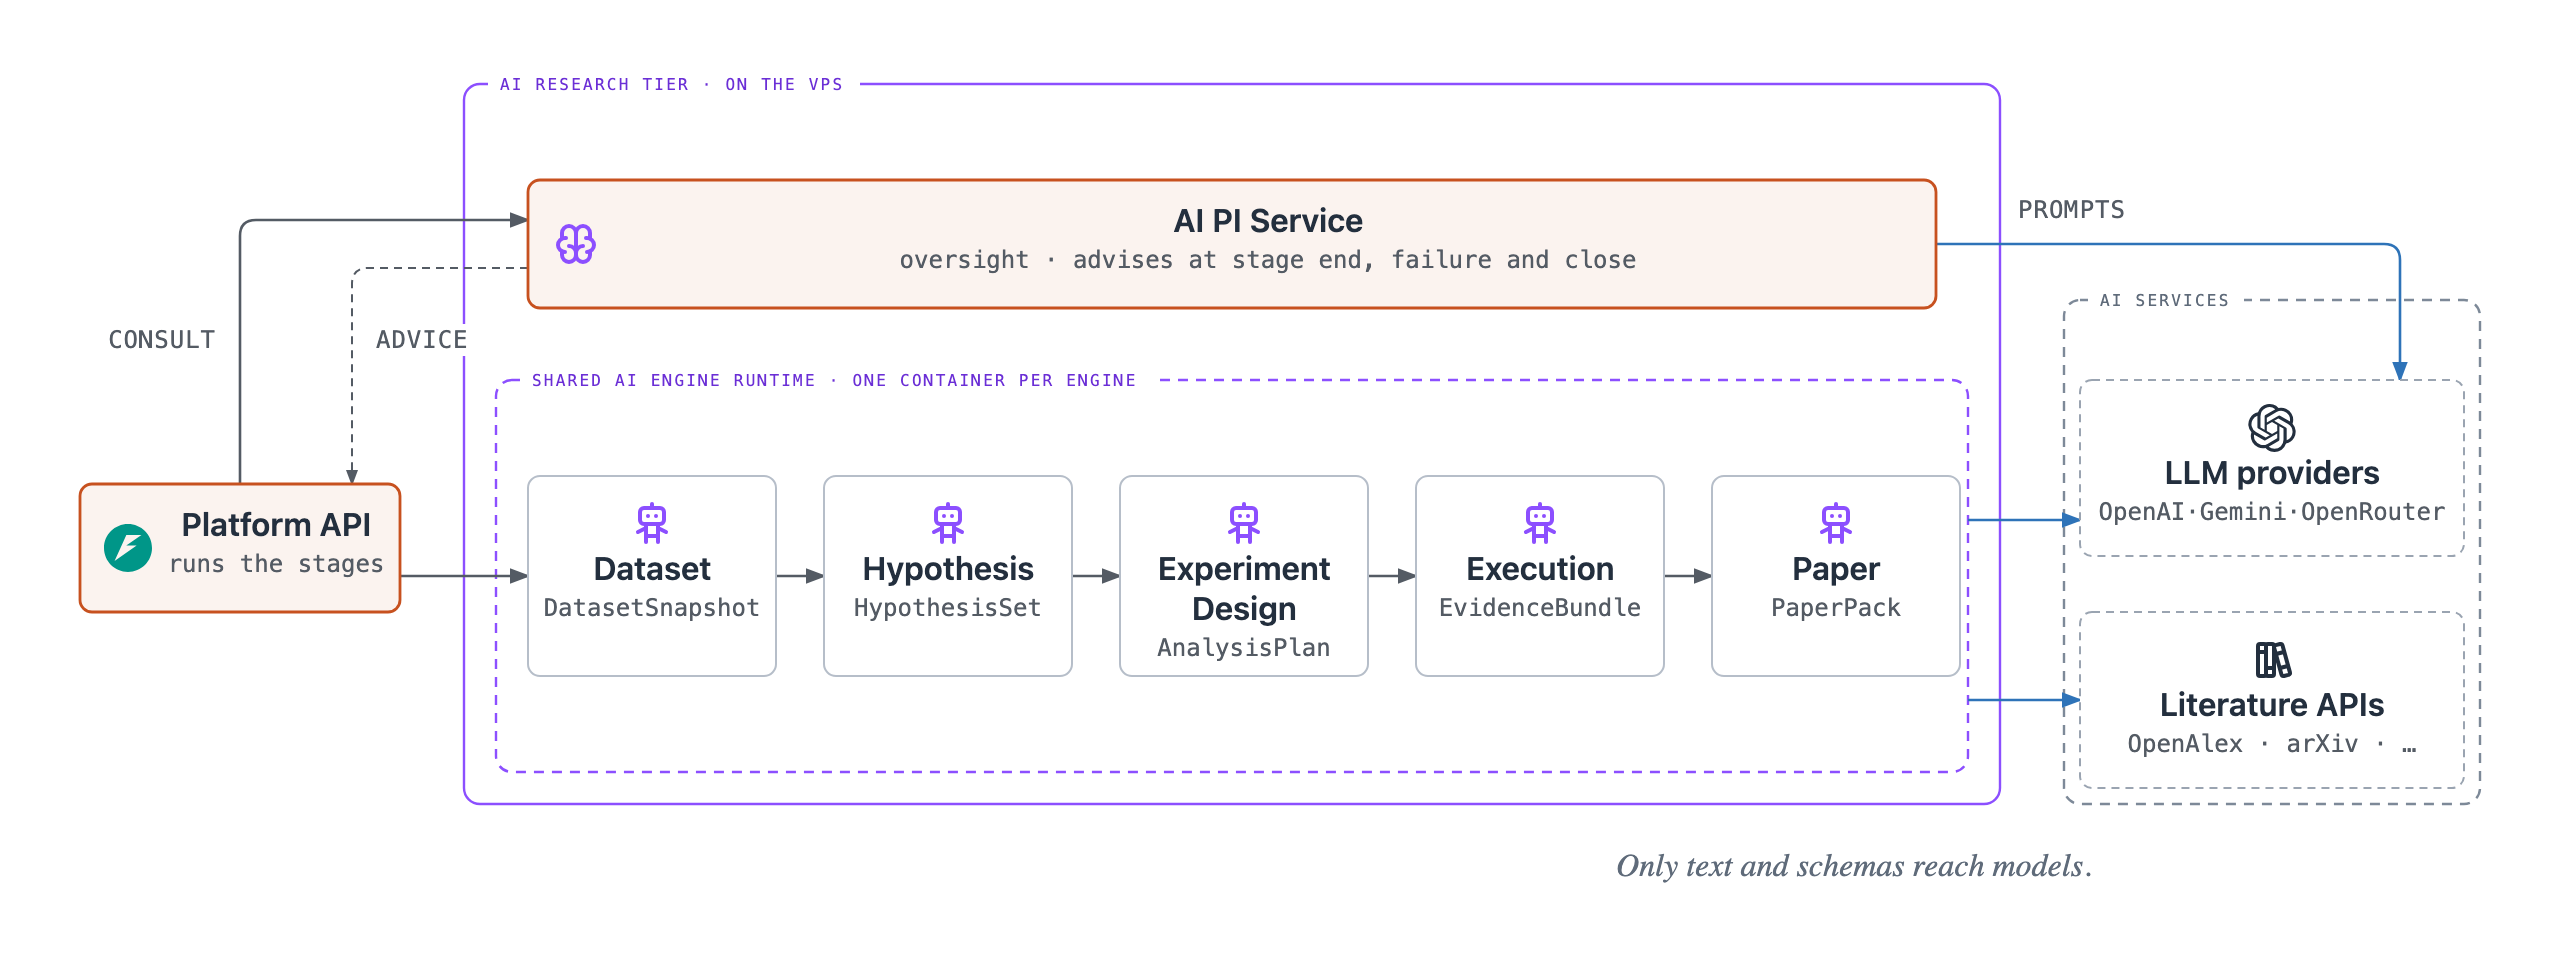 AI RESEARCH TIER · ON THE VPS
AI PI Service
oversight · advises at stage end, failure and close
PROMPTS
CONSULT
ADVICE
AI SERVICES
SHARED AI ENGINE RUNTIME · ONE CONTAINER PER ENGINE
Platform API
runs the stages
Dataset
DatasetSnapshot
Hypothesis
HypothesisSet
Experiment
Design
AnalysisPlan
Execution
EvidenceBundle
Paper
PaperPack
LLM providers
OpenAI·Gemini·OpenRouter
Literature APIs
OpenAlex · arXiv · …
Only text and schemas reach models.